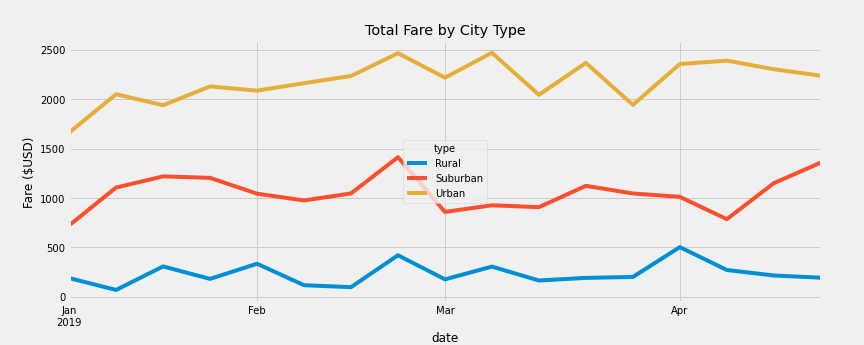 Total Fare by City Type
Fare ($USD)
2500
2000
1500
1000
500
0
type
Rural
Suburban
Urban
Jan
2019
Feb
Mar
Apr
date